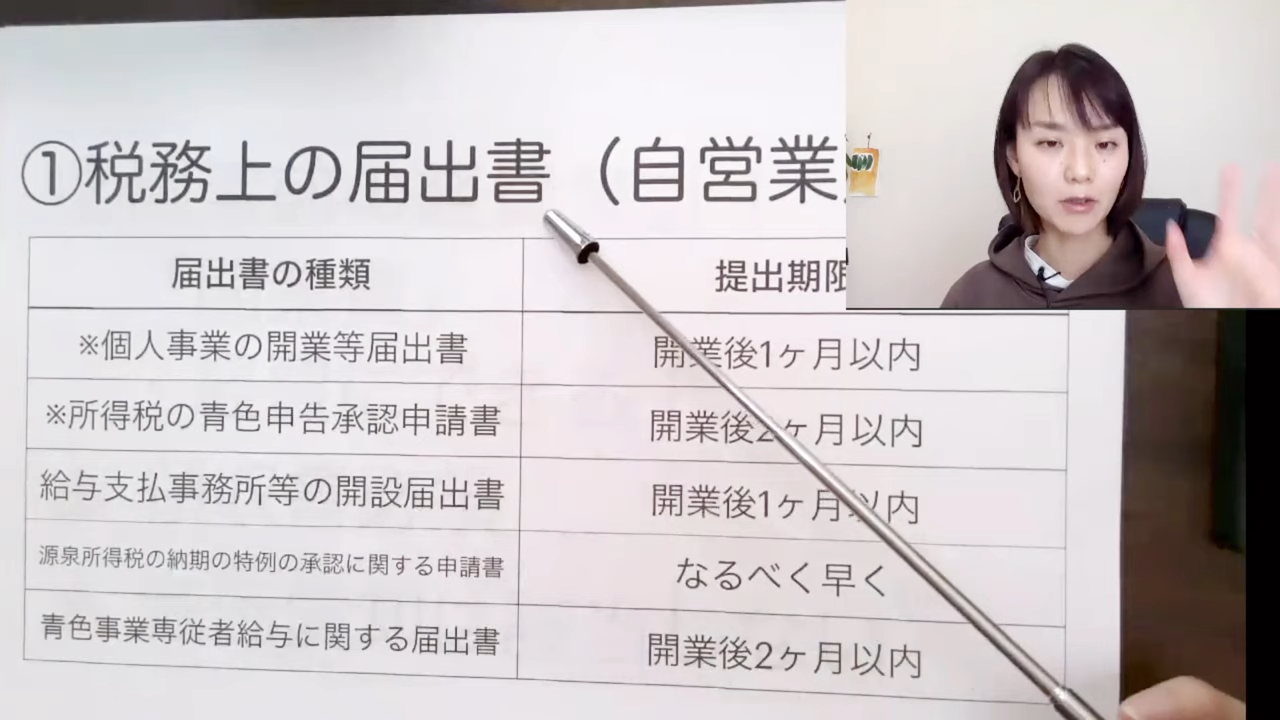 ①税務上の届出書（自営業
届出書の種類 提出期限
※個人事業の開業等届出書 開業後1ヶ月以内
※所得税の青色申告承認申請書 開業後2ヶ月以内
給与支払事務所等の開設届出書 開業後1ヶ月以内
源泉所得税の納期の特例の承認に関する申請書 なるべく早く
青色事業専従者給与に関する届出書 開業後2ヶ月以内